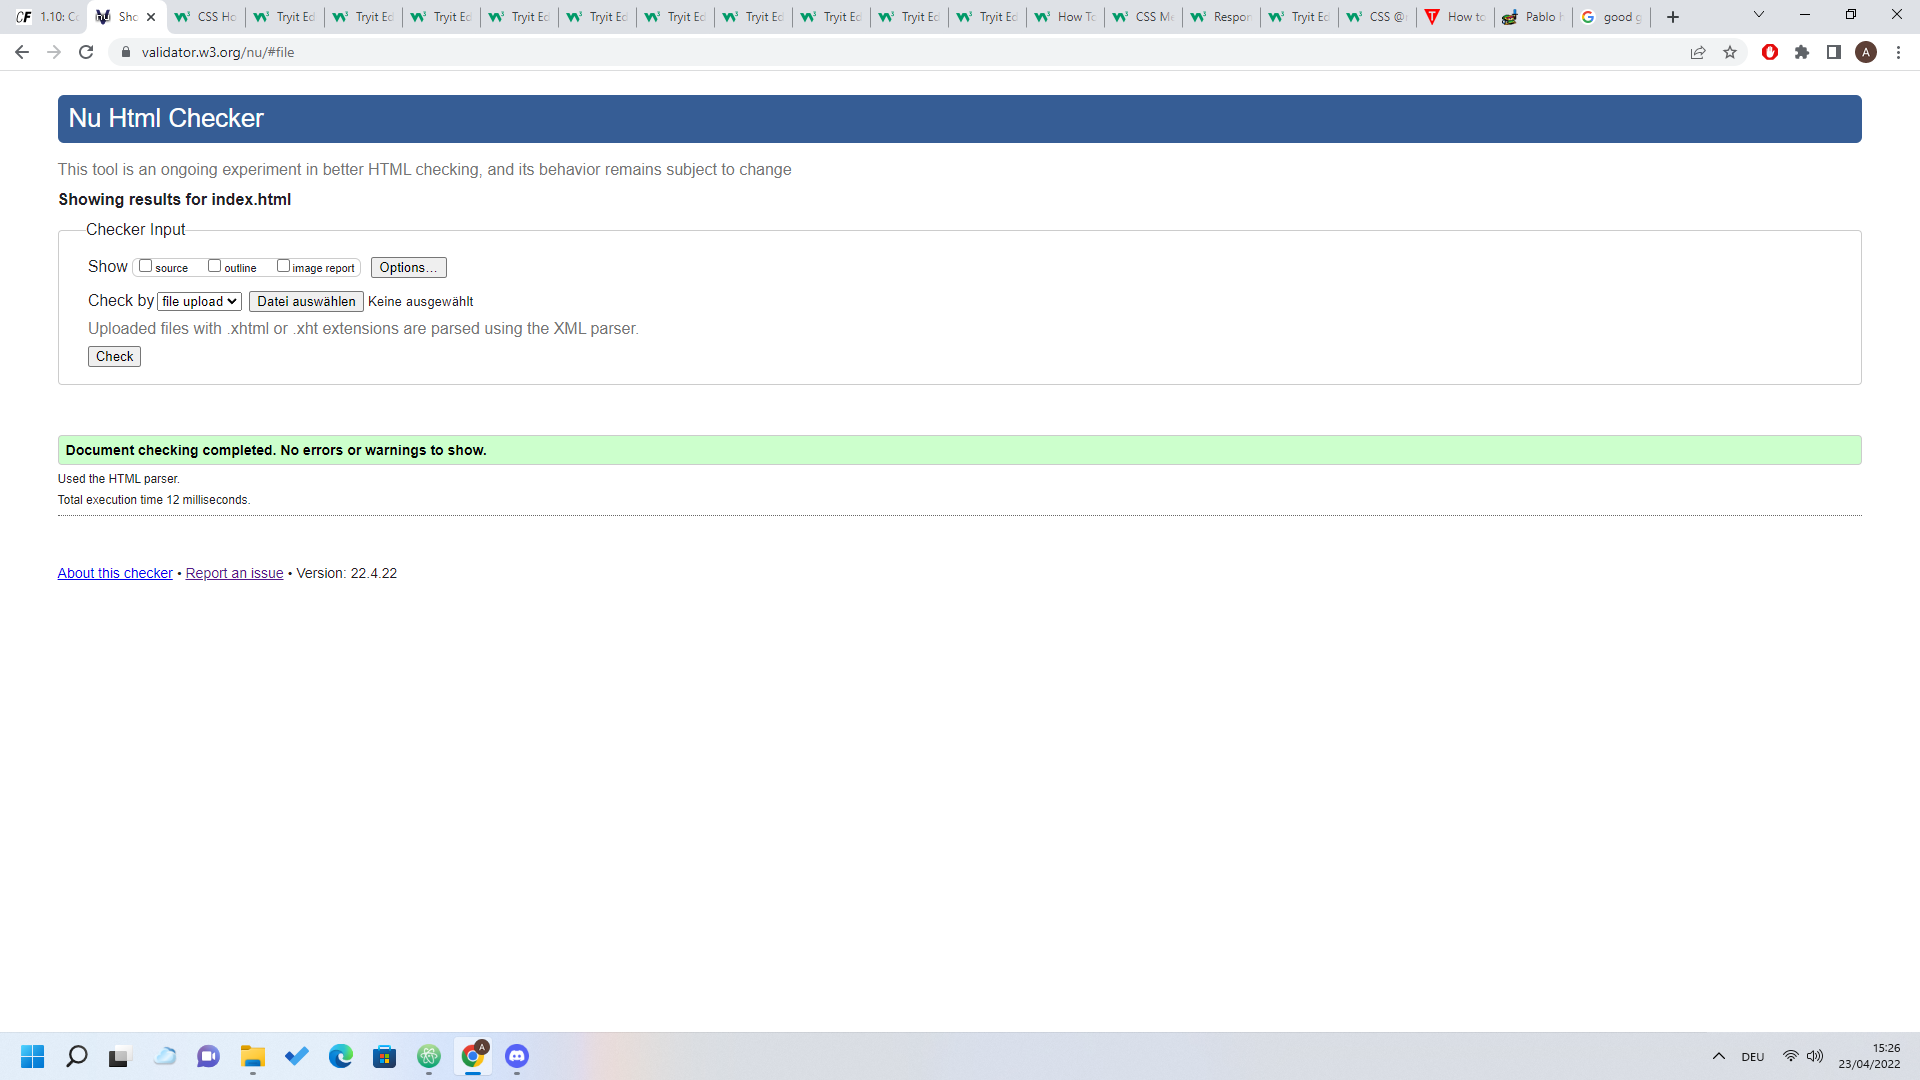 1.10: Co
Sho
CSS Ho
Tryit Ed
Tryit Ed
Tryit Ed
Tryit Ed
Tryit Ed
Tryit Ed
Tryit Ed
Tryit Ed
Tryit Ed
Tryit Ed
How To
CSS Me
Respon
Tryit Ed
CSS @
How to
Pablo
good g
validator.w3.org/nu/#file
A
Nu Html Checker
This tool is an ongoing experiment in better HTML checking, and its behavior remains subject to change
Showing results for index.html
Checker Input
Show source outline image report Options...
Check by file upload Datei auswählen Keine ausgewählt
Uploaded files with .xhtml or .xht extensions are parsed using the XML parser.
Check
Document checking completed. No errors or warnings to show.
Used the HTML parser.
Total execution time 12 milliseconds.
About this checker • Report an issue • Version: 22.4.22
A
DEU
15:26
23/04/2022